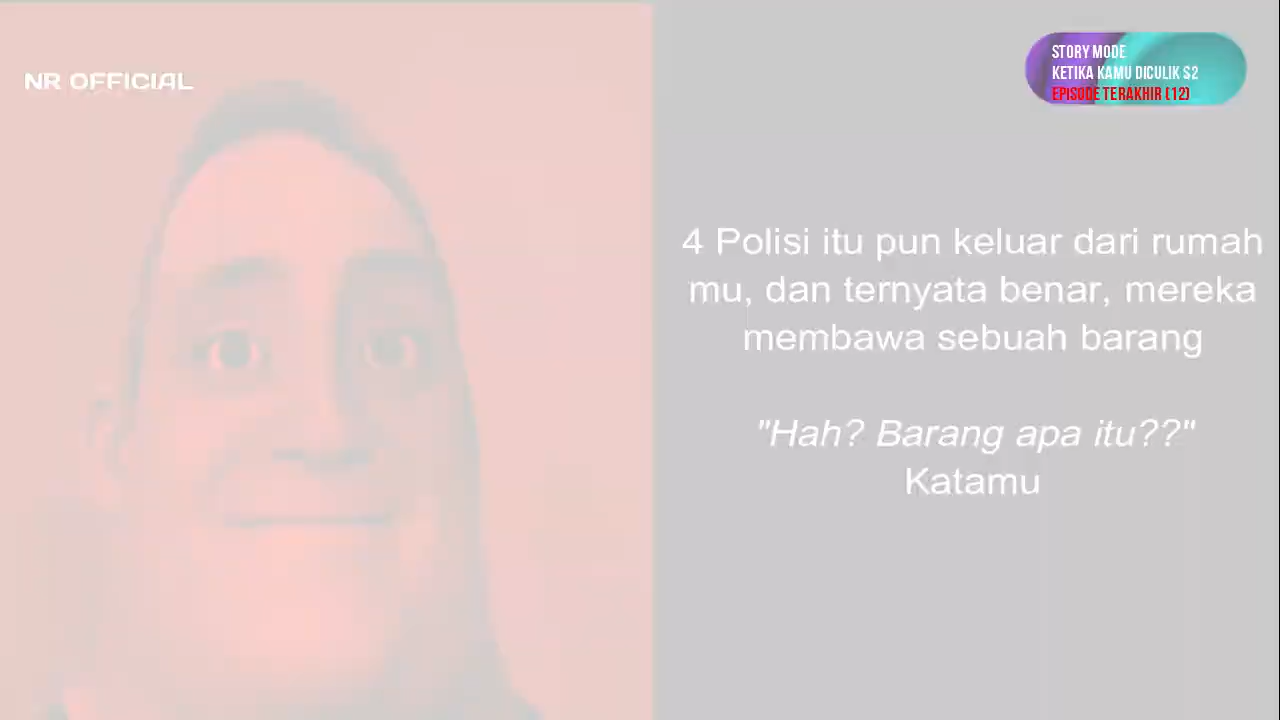 NR OFFICIAL
STORY MODE
KETIKA KAMU DICULIK S2
EPISODE TERAKHIR (12)
4 Polisi itu pun keluar dari rumah
mu, dan ternyata benar, mereka
membawa sebuah barang
"Hah? Barang apa itu??"
Katamu